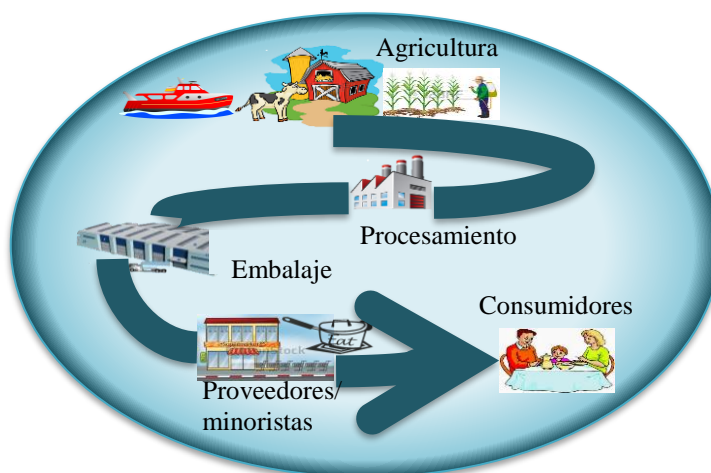 Agricultura
Procesamiento
Embalaje
Consumidores
Eat
Proveedores/
minoristas